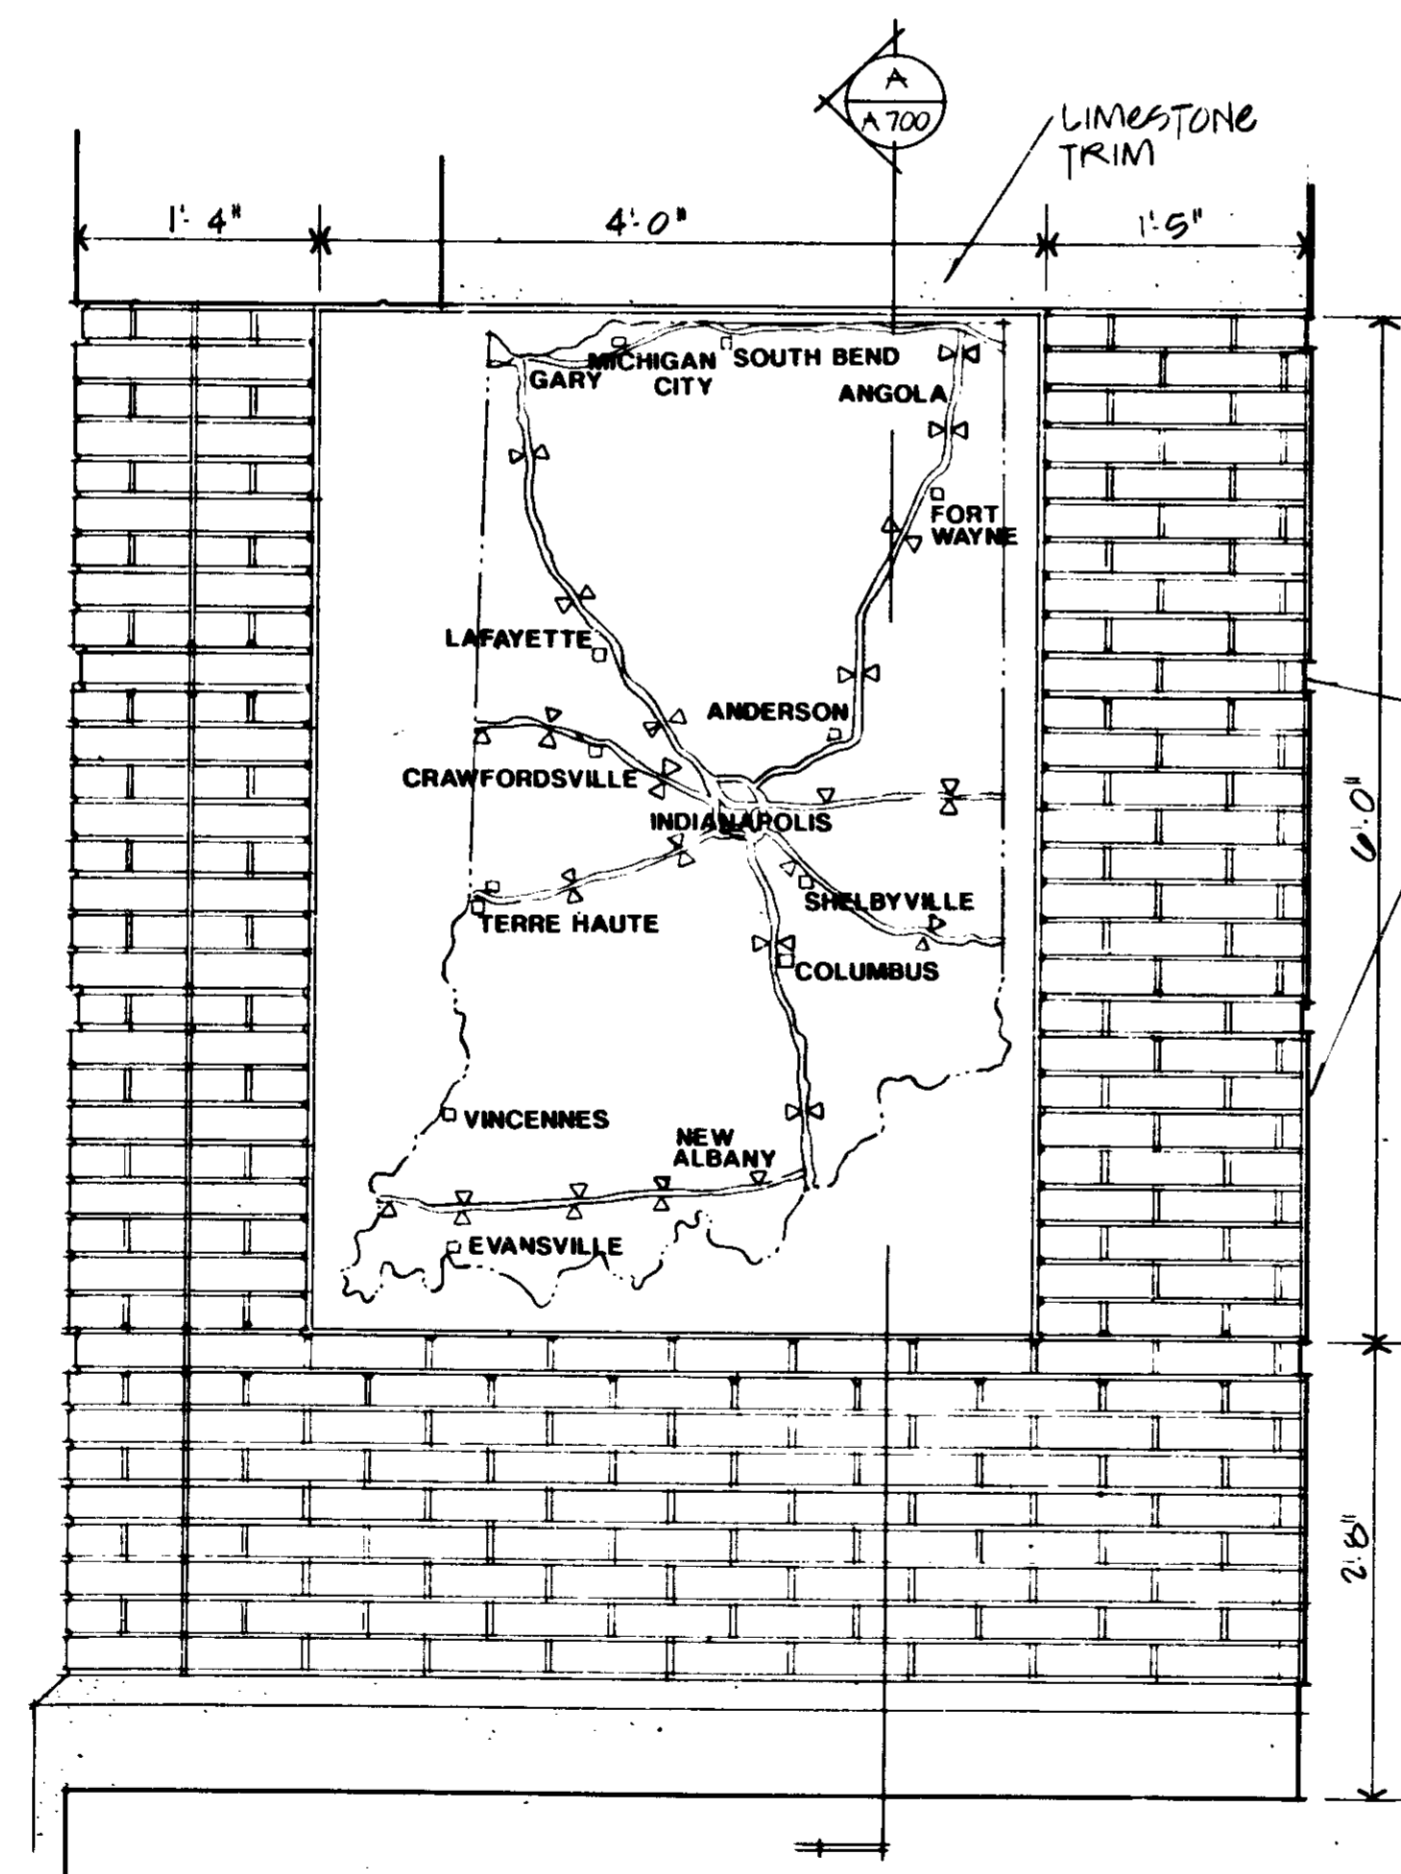 A
A 700
LIMESTONE
TRIM
1'-4"
4'-0"
1'-5"
MICHIGAN
CITY
SOUTH BEND
GARY
ANGOLA
FORT
WAYNE
LAFAYETTE
ANDERSON
CRAWFORDSVILLE
INDIANAPOLIS
6'-0"
SHELBYVILLE
TERRE HAUTE
COLUMBUS
VINCENNES
NEW
ALBANY
EVANSVILLE
2'-8"